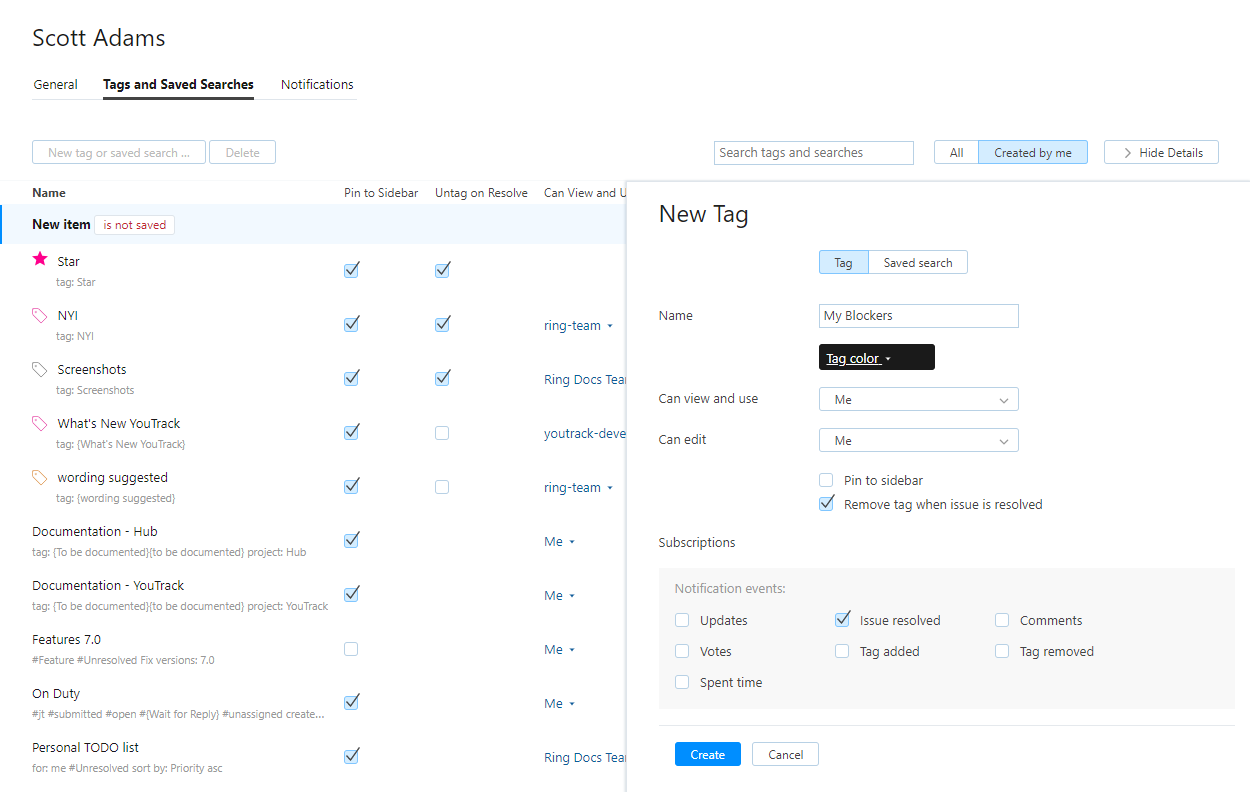 Scott Adams
General Tags and Saved Searches Notifications
New tag or saved search ... Delete Search tags and searches All Created by me Hide Details
Name Pin to Sidebar Untag on Resolve Can View and U
New item is not saved
Star
tag: Star
NYI ring-team
tag: NYI
Screenshots Ring Docs Tea
tag: Screenshots
What's New YouTrack youtrack-deve
tag: {What's New YouTrack}
wording suggested ring-team
tag: {wording suggested}
Documentation - Hub Me
tag: {To be documented}{to be documented} project: Hub
Documentation - YouTrack Me
tag: {To be documented}{to be documented} project: YouTrack
Features 7.0 Me
#Feature #Unresolved Fix versions: 7.0
On Duty Me
#jt #submitted #open #{Wait for Reply} #unassigned create...
Personal TODO list Ring Docs Tea
for: me #Unresolved sort by: Priority asc
New Tag
Tag Saved search
Name My Blockers
Tag color
Can view and use Me
Can edit Me
Pin to sidebar
Remove tag when issue is resolved
Subscriptions
Notification events:
Updates Issue resolved Comments
Votes Tag added Tag removed
Spent time
Create Cancel